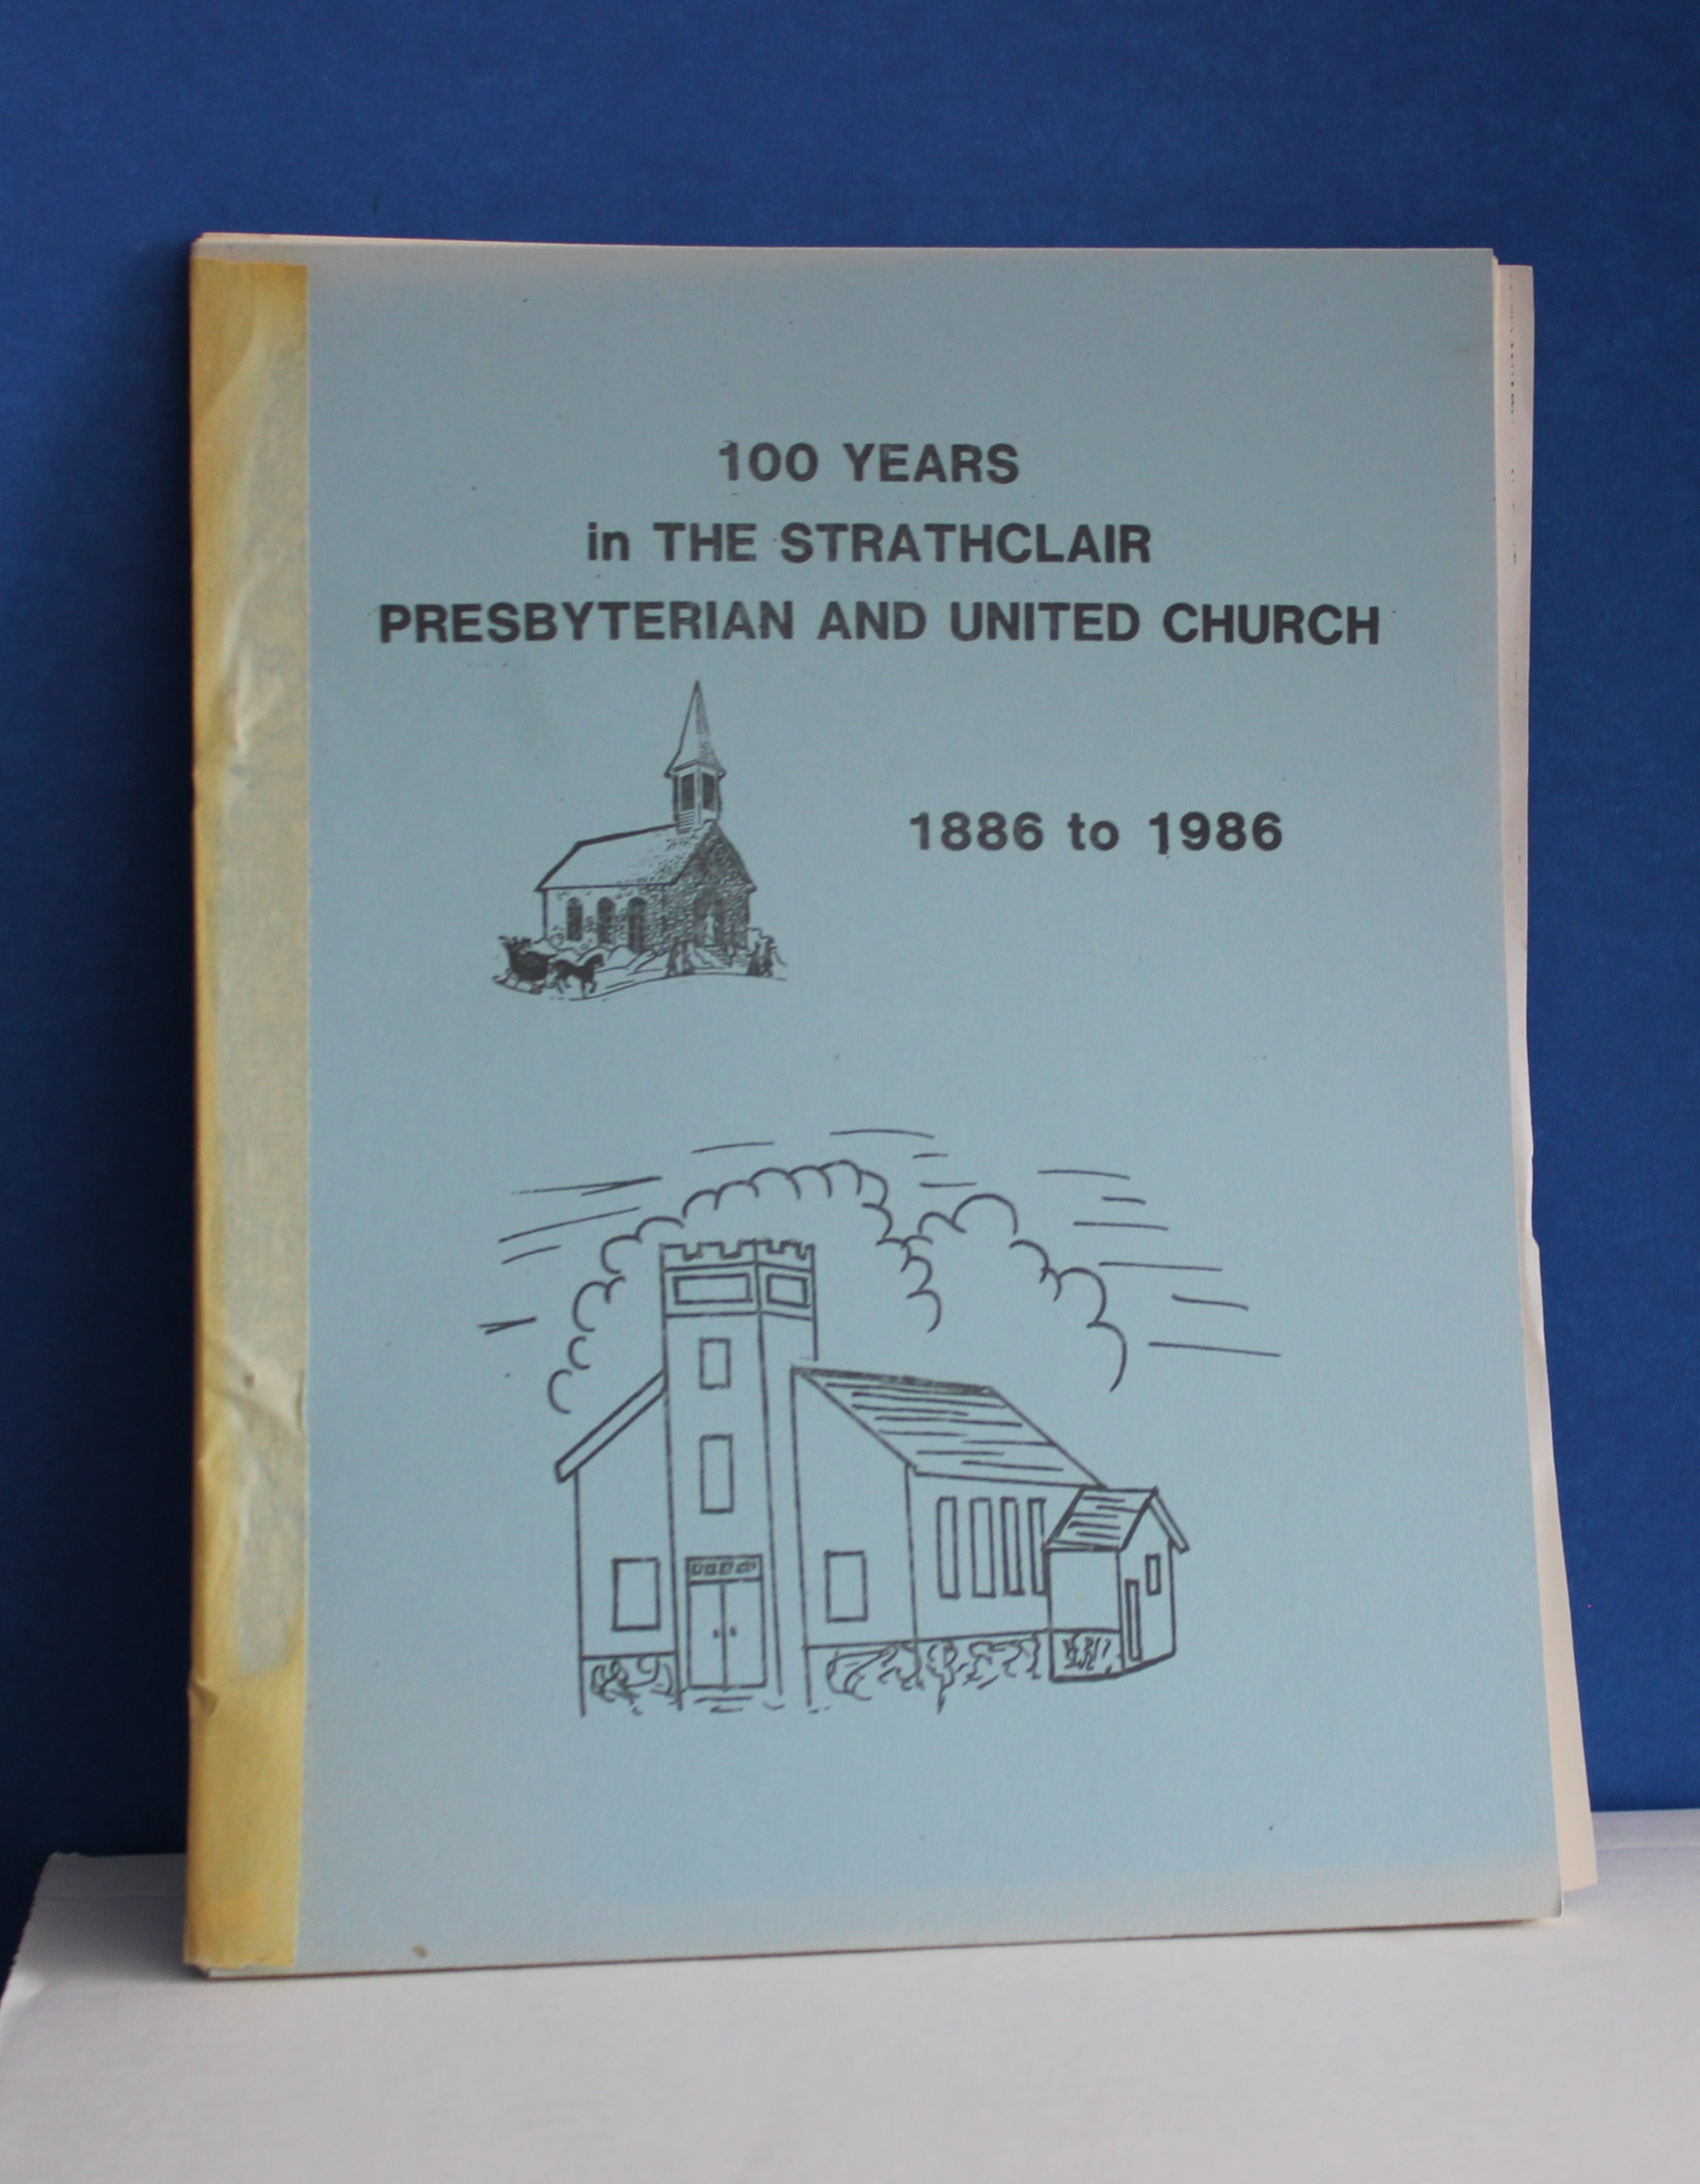 100 YEARS
in THE STRATHCLAIR
PRESBYTERIAN AND UNITED CHURCH
1886 to 1986